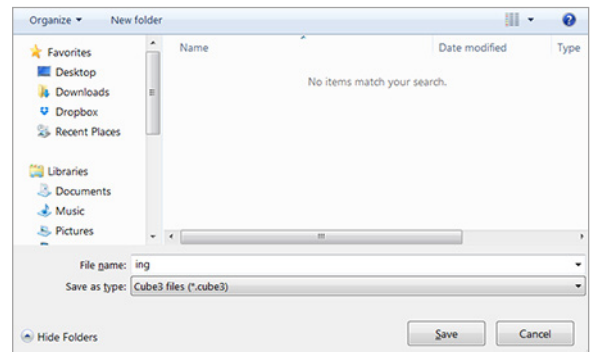 Organize New folder
Name Date modified Type
Favorites
Desktop
Downloads
Dropbox
Recent Places
No items match your search.
Libraries
Documents
Music
Pictures
File name: ing
Save as type: Cube3 files (*.cube3)
Hide Folders Save Cancel